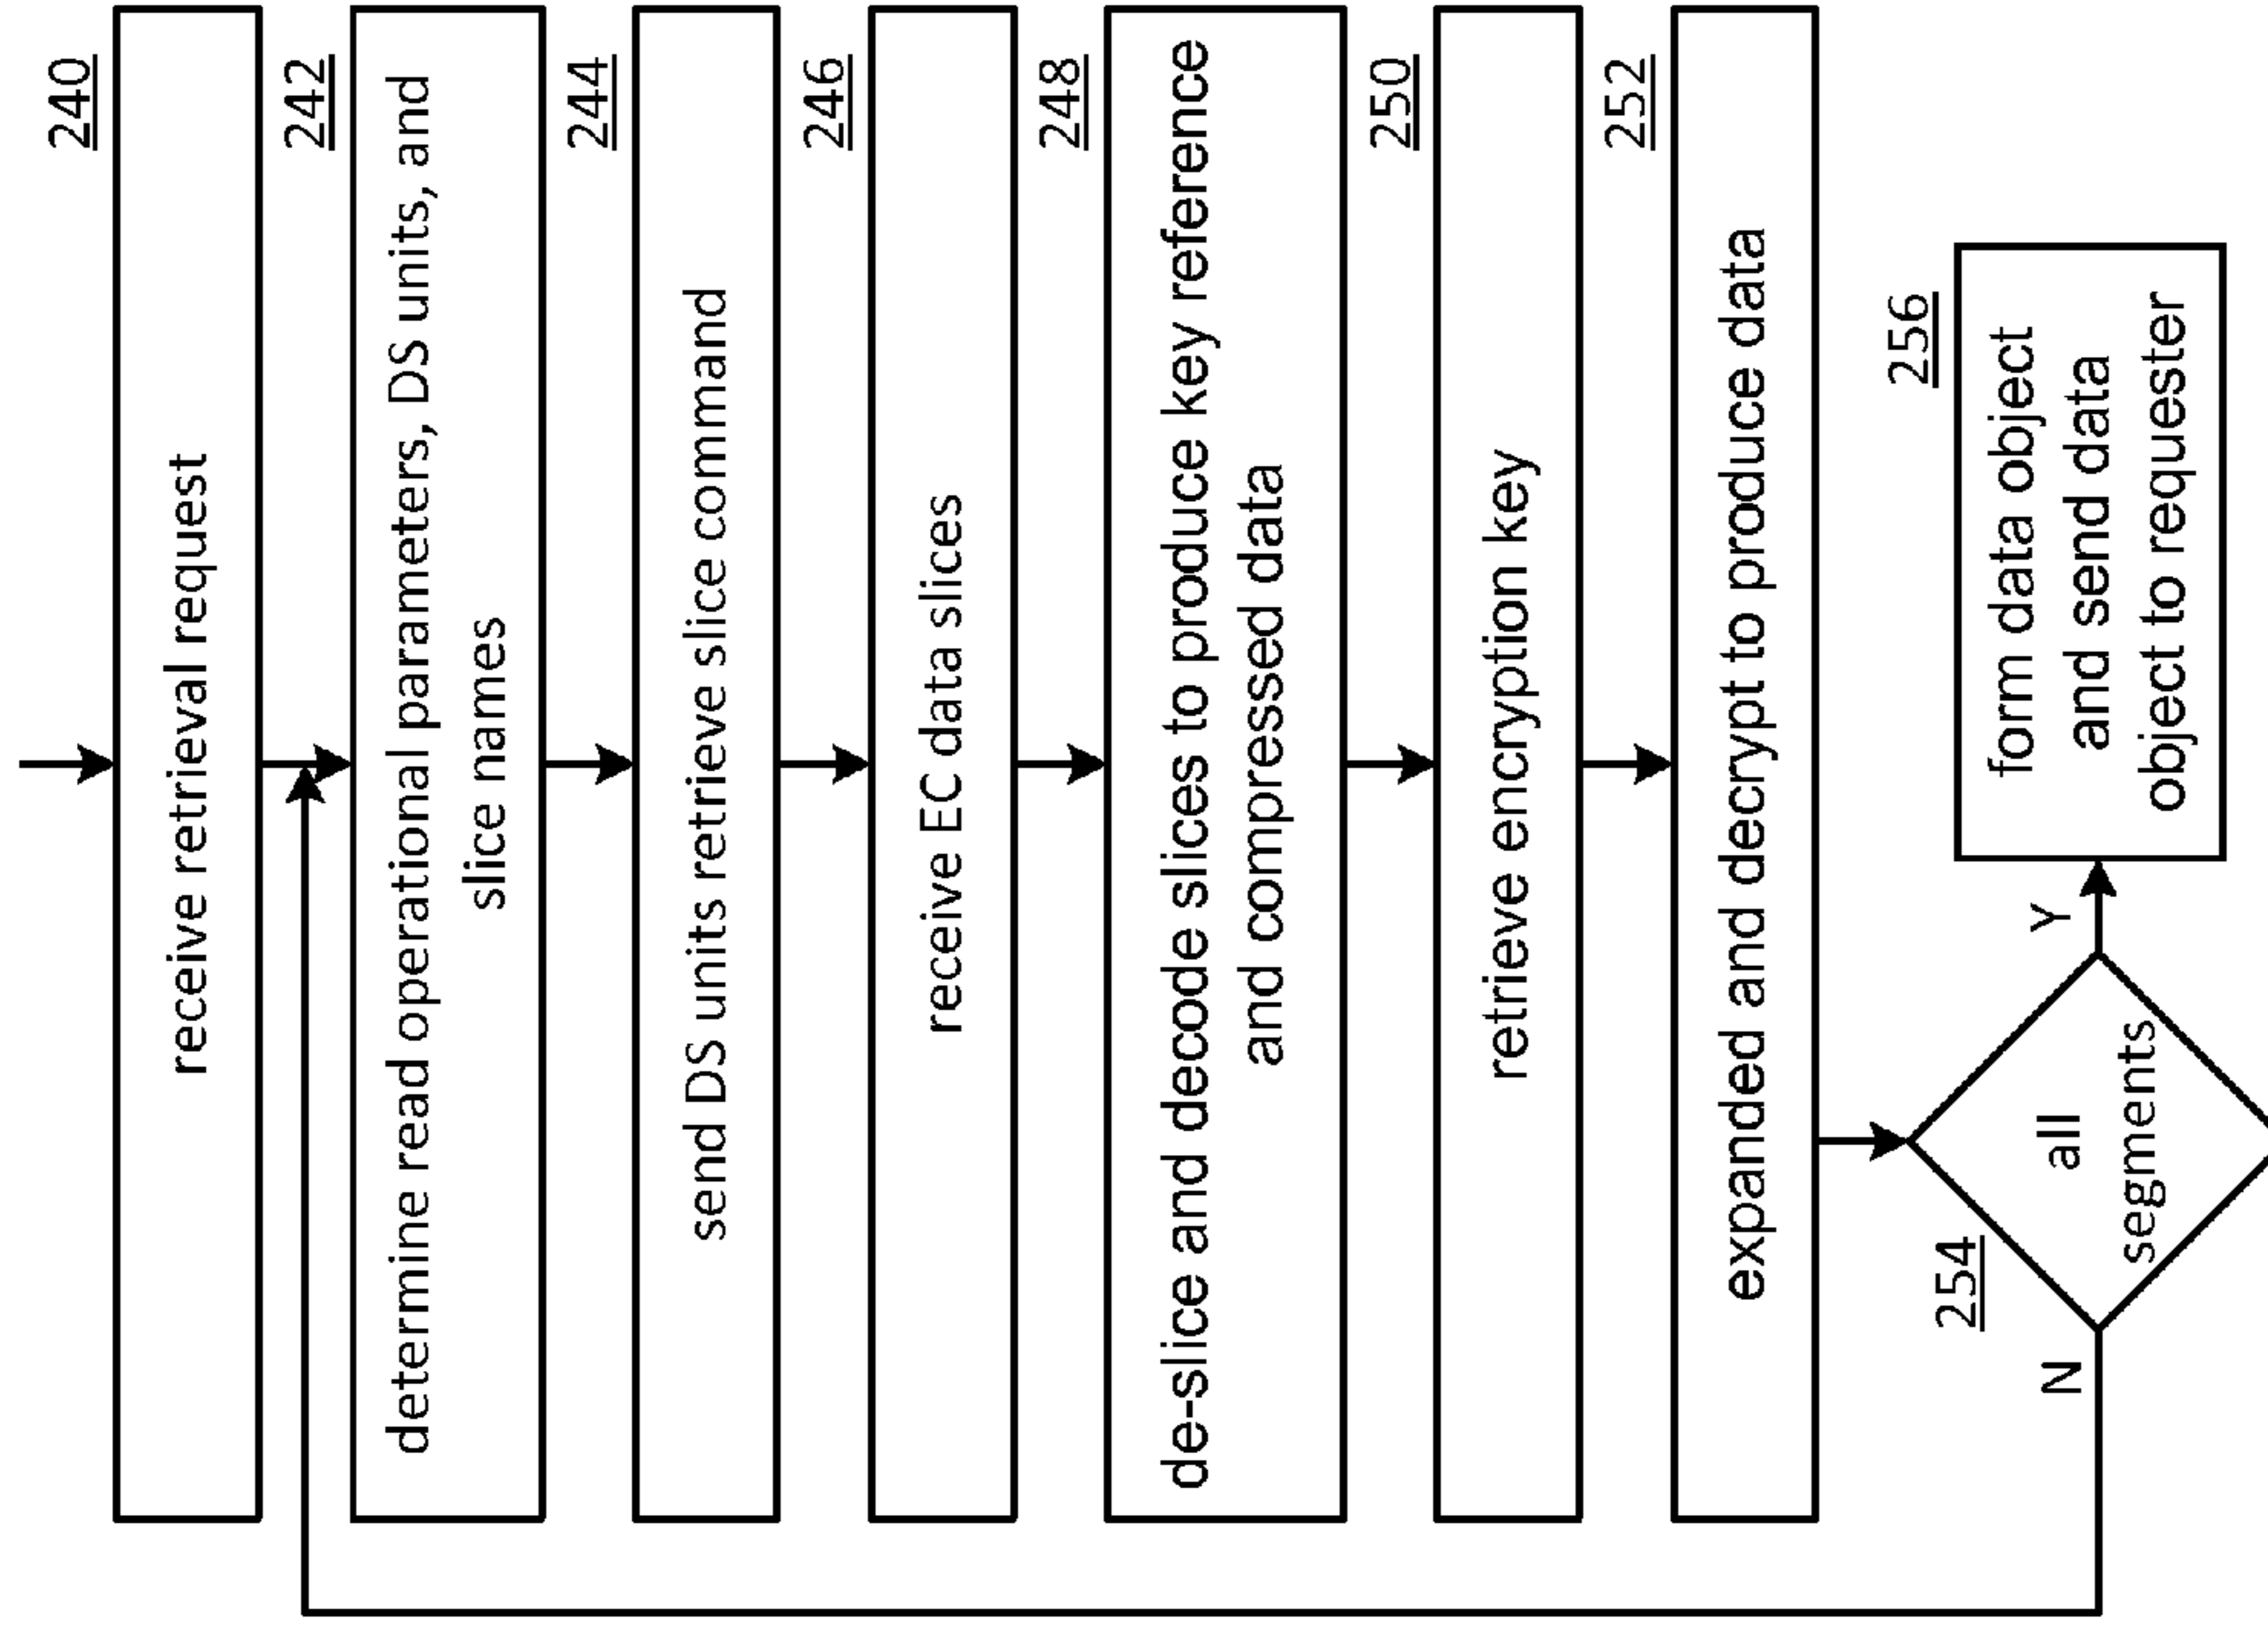 240
receive retrieval request
242
determine read operational parameters, DS units, and
slice names
244
send DS units retrieve slice command
246
receive EC data slices
248
de-slice and decode slices to produce key reference
and compressed data
250
retrieve encryption key
252
expanded and decrypt to produce data
254
all
segments
N
Y
256
form data object
and send data
object to requester